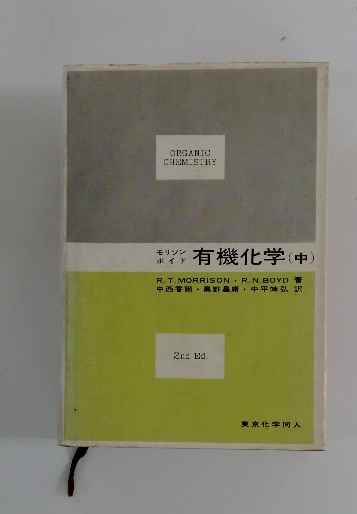 ORGANIC
CHEMISTRY
モリソン
ボイド
有機化学(中)
R.T.MORRISON・R.N.BOYD 著
中西香爾・黒野昌庸・中平靖弘 訳
2nd Ed.
東京化学同人